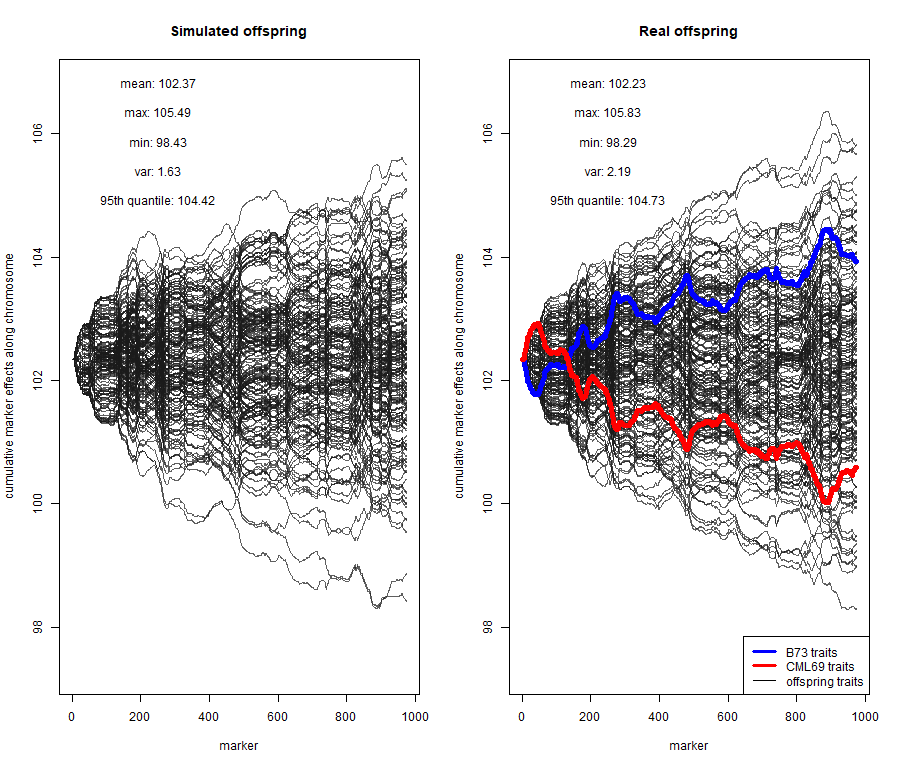 Simulated offspring
mean: 102.37
max: 105.49
min: 98.43
var: 1.63
95th quantile: 104.42
cumulative marker effects along chromosome
98
100
102
104
106
0 200 400 600 800 1000
marker
Real offspring
mean: 102.23
max: 105.83
min: 98.29
var: 2.19
95th quantile: 104.73
cumulative marker effects along chromosome
98
100
102
104
106
B73 traits
CML69 traits
offspring traits
0 200 400 600 800 1000
marker